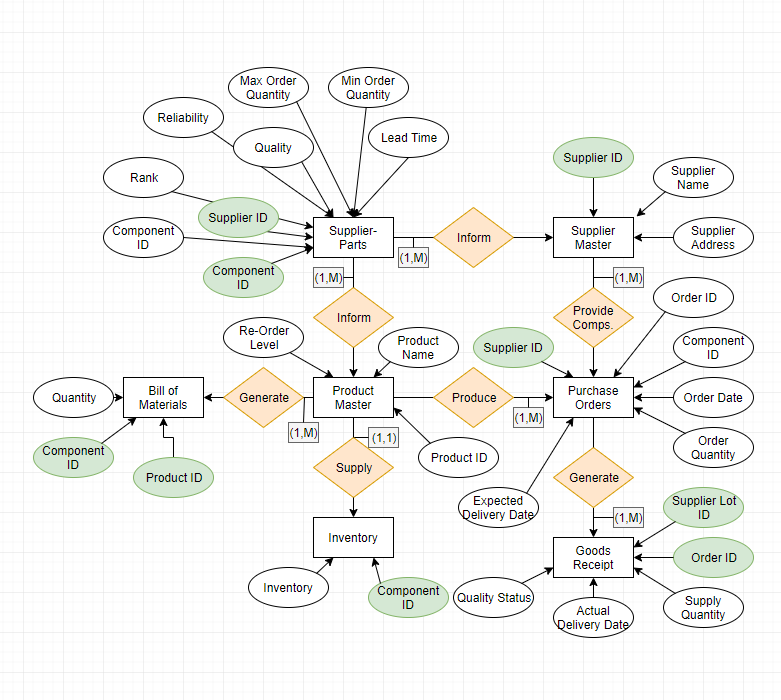 Max Order
Quantity
Min Order
Quantity
Reliability
Lead Time
Quality
Supplier ID
Rank
Supplier
Name
Supplier ID
Component
ID
Supplier-
Parts
Inform
Supplier
Master
Supplier
Address
(1,M)
Component
ID
(1,M)
(1,M)
Order ID
Inform
Provide
Comps.
Re-Order
Level
Product
Name
Supplier ID
Component
ID
Quantity
Bill of
Materials
Generate
Product
Master
Produce
Purchase
Orders
Order Date
(1,M)
(1,M)
(1,1)
Order
Quantity
Component
ID
Product ID
Product ID
Supply
Generate
Expected
Delivery Date
Supplier Lot
ID
(1,M)
Inventory
Goods
Receipt
Order ID
Inventory
Component
ID
Quality Status
Actual
Delivery Date
Supply
Quantity